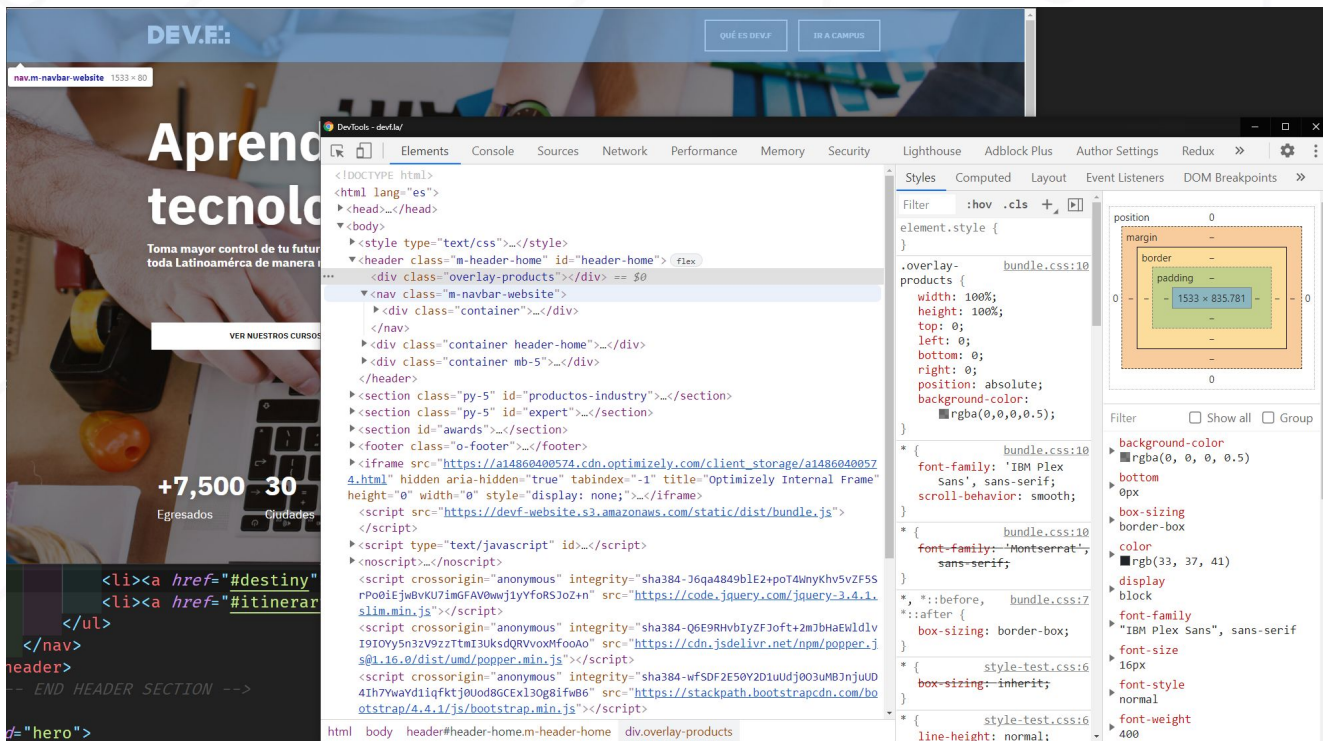 DEV.F.:
QUÉ ES DEV.F
IR A CAMPUS
nav.m-navbar-website 1533 × 80
Aprend
tecnolo
Toma mayor control de tu futur
toda Latinoamérca de manera
VER NUESTROS CURSOS
+7,500 30
Egresados Ciudades
<li><a href="#destiny"
<li><a href="#itinerar
</ul>
</nav>
header>
-- END HEADER SECTION -->
d="hero">
DevTools - devf.la/
Elements Console Sources Network Performance Memory Security Lighthouse Adblock Plus Author Settings Redux »
<!DOCTYPE html>
<html lang="es">
<head>…</head>
<body>
<style type="text/css">…</style>
<header class="m-header-home" id="header-home"> flex
<div class="overlay-products"></div> == $0
<nav class="m-navbar-website">
<div class="container">…</div>
</nav>
<div class="container header-home">…</div>
<div class="container mb-5">…</div>
</header>
<section class="py-5" id="productos-industry">…</section>
<section class="py-5" id="expert">…</section>
<section id="awards">…</section>
<footer class="o-footer">…</footer>
<iframe src="https://a14860400574.cdn.optimizely.com/client_storage/a1486040057
4.html" hidden aria-hidden="true" tabindex="-1" title="Optimizely Internal Frame"
height="0" width="0" style="display: none;">…</iframe>
<script src="https://devf-website.s3.amazonaws.com/static/dist/bundle.js">
</script>
<script type="text/javascript" id>…</script>
<noscript>…</noscript>
<script crossorigin="anonymous" integrity="sha384-J6qa4849blE2+poT4WnyKhv5vZF5S
rPo0iEjwBvKU7imGFAV0wwj1yYfoRSJoZ+n" src="https://code.jquery.com/jquery-3.4.1.
slim.min.js"></script>
<script crossorigin="anonymous" integrity="sha384-Q6E9RHvbIyZFJoft+2mJbHaEWldlv
I9IOYy5n3zV9zzTtmI3UksdQRVvoxMfooAo" src="https://cdn.jsdelivr.net/npm/popper.j
s@1.16.0/dist/umd/popper.min.js"></script>
<script crossorigin="anonymous" integrity="sha384-wfSDF2E50Y2D1uUdj0O3uMBJnjuUD
4Ih7YwaYd1iqfktj0Uod8GCExl3Og8ifwB6" src="https://stackpath.bootstrapcdn.com/bo
otstrap/4.4.1/js/bootstrap.min.js"></script>
html body header#header-home.m-header-home div.overlay-products
Styles Computed Layout Event Listeners DOM Breakpoints »
Filter :hov .cls +
element.style {
}
.overlay- bundle.css:10
products {
width: 100%;
height: 100%;
top: 0;
left: 0;
bottom: 0;
right: 0;
position: absolute;
background-color:
rgba(0,0,0,0.5);
}
* { bundle.css:10
font-family: 'IBM Plex
Sans', sans-serif;
scroll-behavior: smooth;
}
* { bundle.css:10
font-family: 'Montserrat',
sans-serif;
}
*, *::before, bundle.css:7
*::after {
box-sizing: border-box;
}
* { style-test.css:6
box-sizing: inherit;
}
* { style-test.css:6
line-height: normal;
position 0
margin –
border –
padding –
0 – – – 1533 × 835.781 – – – 0
–
–
–
0
Filter Show all Group
background-color
rgba(0, 0, 0, 0.5)
bottom
0px
box-sizing
border-box
color
rgb(33, 37, 41)
display
block
font-family
"IBM Plex Sans", sans-serif
font-size
16px
font-style
normal
font-weight
400